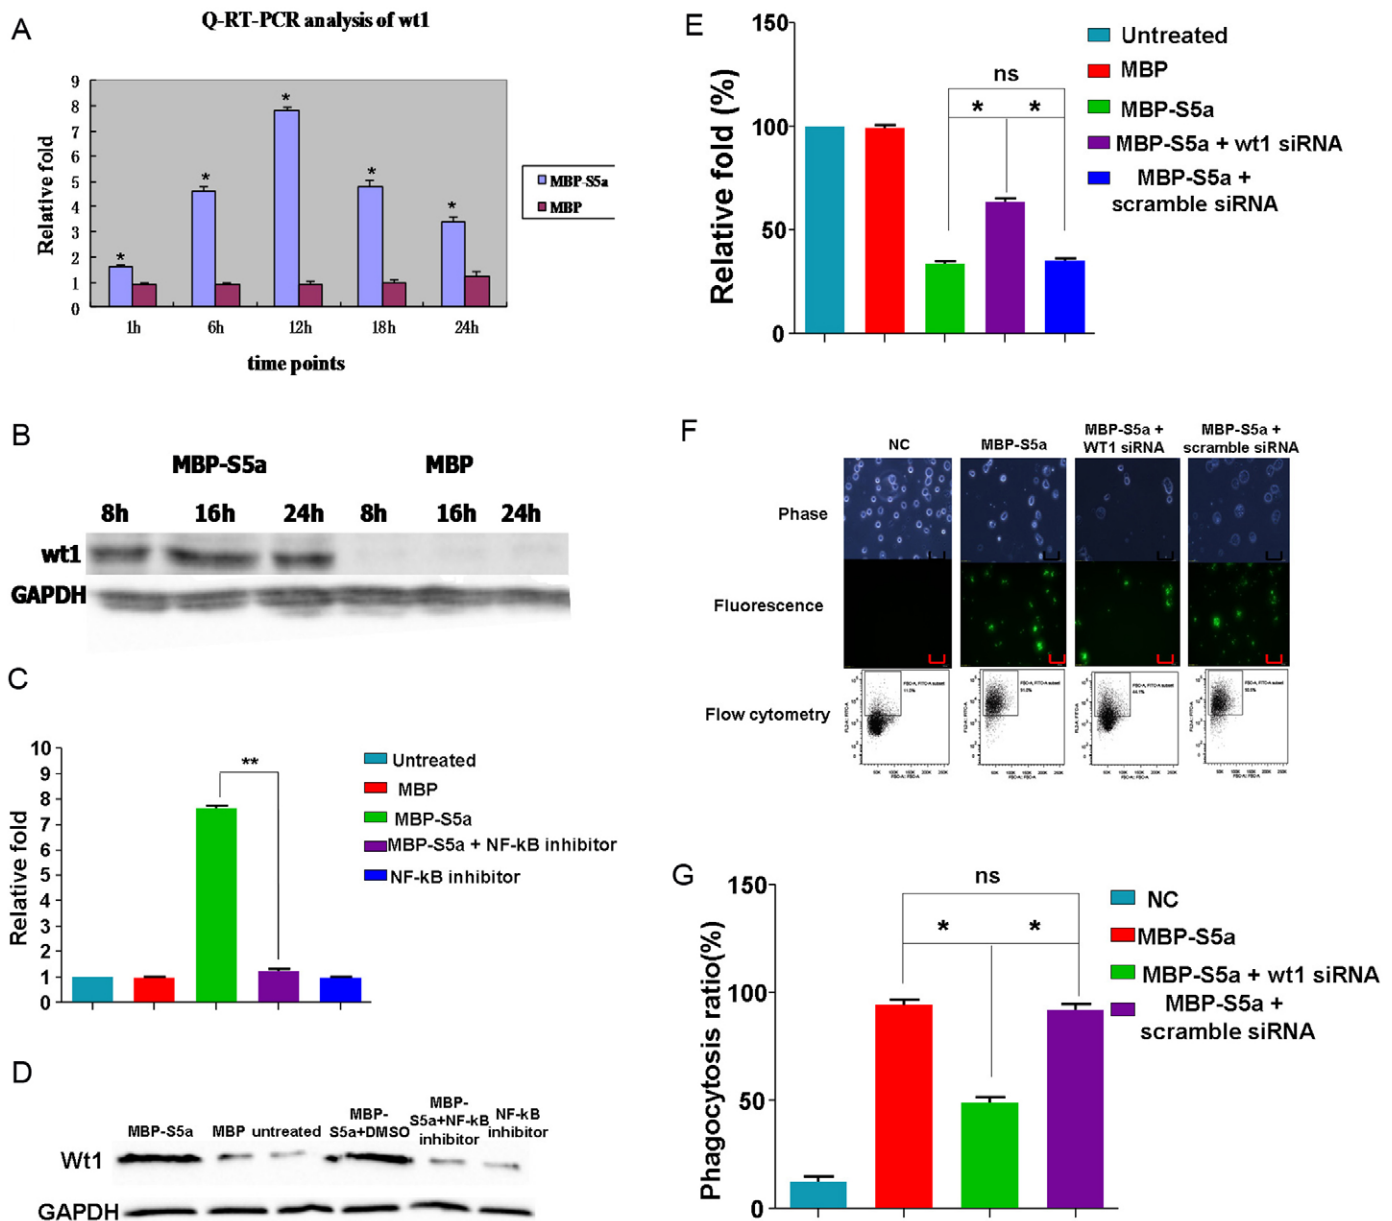 A
Q-RT-PCR analysis of wt1
Relative fold
9
8
7
6
5
4
3
2
1
0
*
*
*
*
*
1h 6h 12h 18h 24h
time points
MBP-S5a
MBP
B
MBP-S5a MBP
8h 16h 24h 8h 16h 24h
wt1
GAPDH
C
Relative fold
10
9
8
7
6
5
4
3
2
1
0
**
Untreated
MBP
MBP-S5a
MBP-S5a + NF-kB inhibitor
NF-kB inhibitor
D
MBP-S5a
MBP
untreated
MBP-
S5a+DMSO
MBP-
S5a+NF-kB
inhibitor
NF-kB
inhibitor
Wt1
GAPDH
E
Relative fold (%)
150
100
50
0
ns
* *
Untreated
MBP
MBP-S5a
MBP-S5a + wt1 siRNA
MBP-S5a +
scramble siRNA
F
NC
MBP-S5a
MBP-S5a +
WT1 siRNA
MBP-S5a +
scramble siRNA
Phase
Fluorescence
Flow cytometry
G
Phagocytosis ratio(%)
150
100
50
0
ns
* *
NC
MBP-S5a
MBP-S5a + wt1 siRNA
MBP-S5a +
scramble siRNA